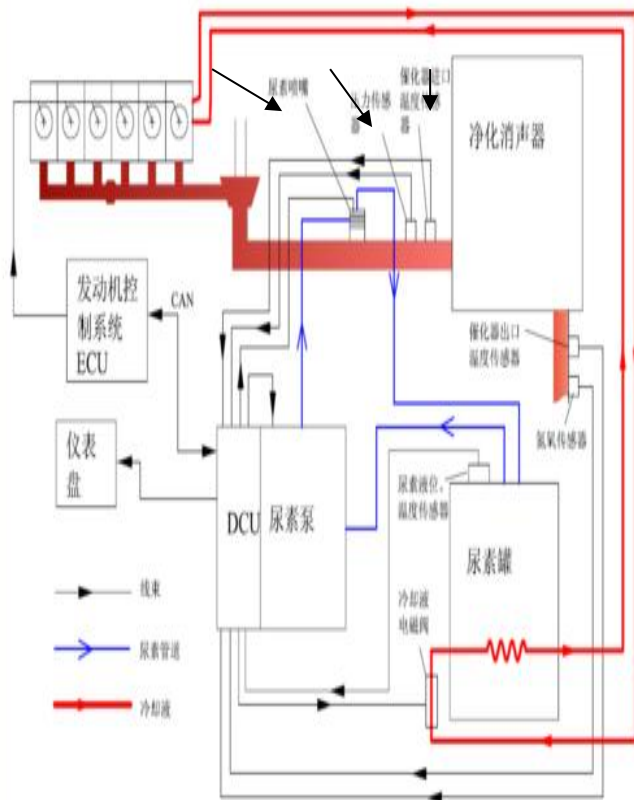 尿素喷嘴
压力传感
器
催化器进口
温度传感
器
净化消声器
发动机控
制系统
ECU
CAN
催化器出口
温度传感器
氮氧传感器
仪表
盘
DCU
尿素泵
尿素液位、
温度传感器
尿素罐
冷却液
电磁阀
线束
尿素管道
冷却液